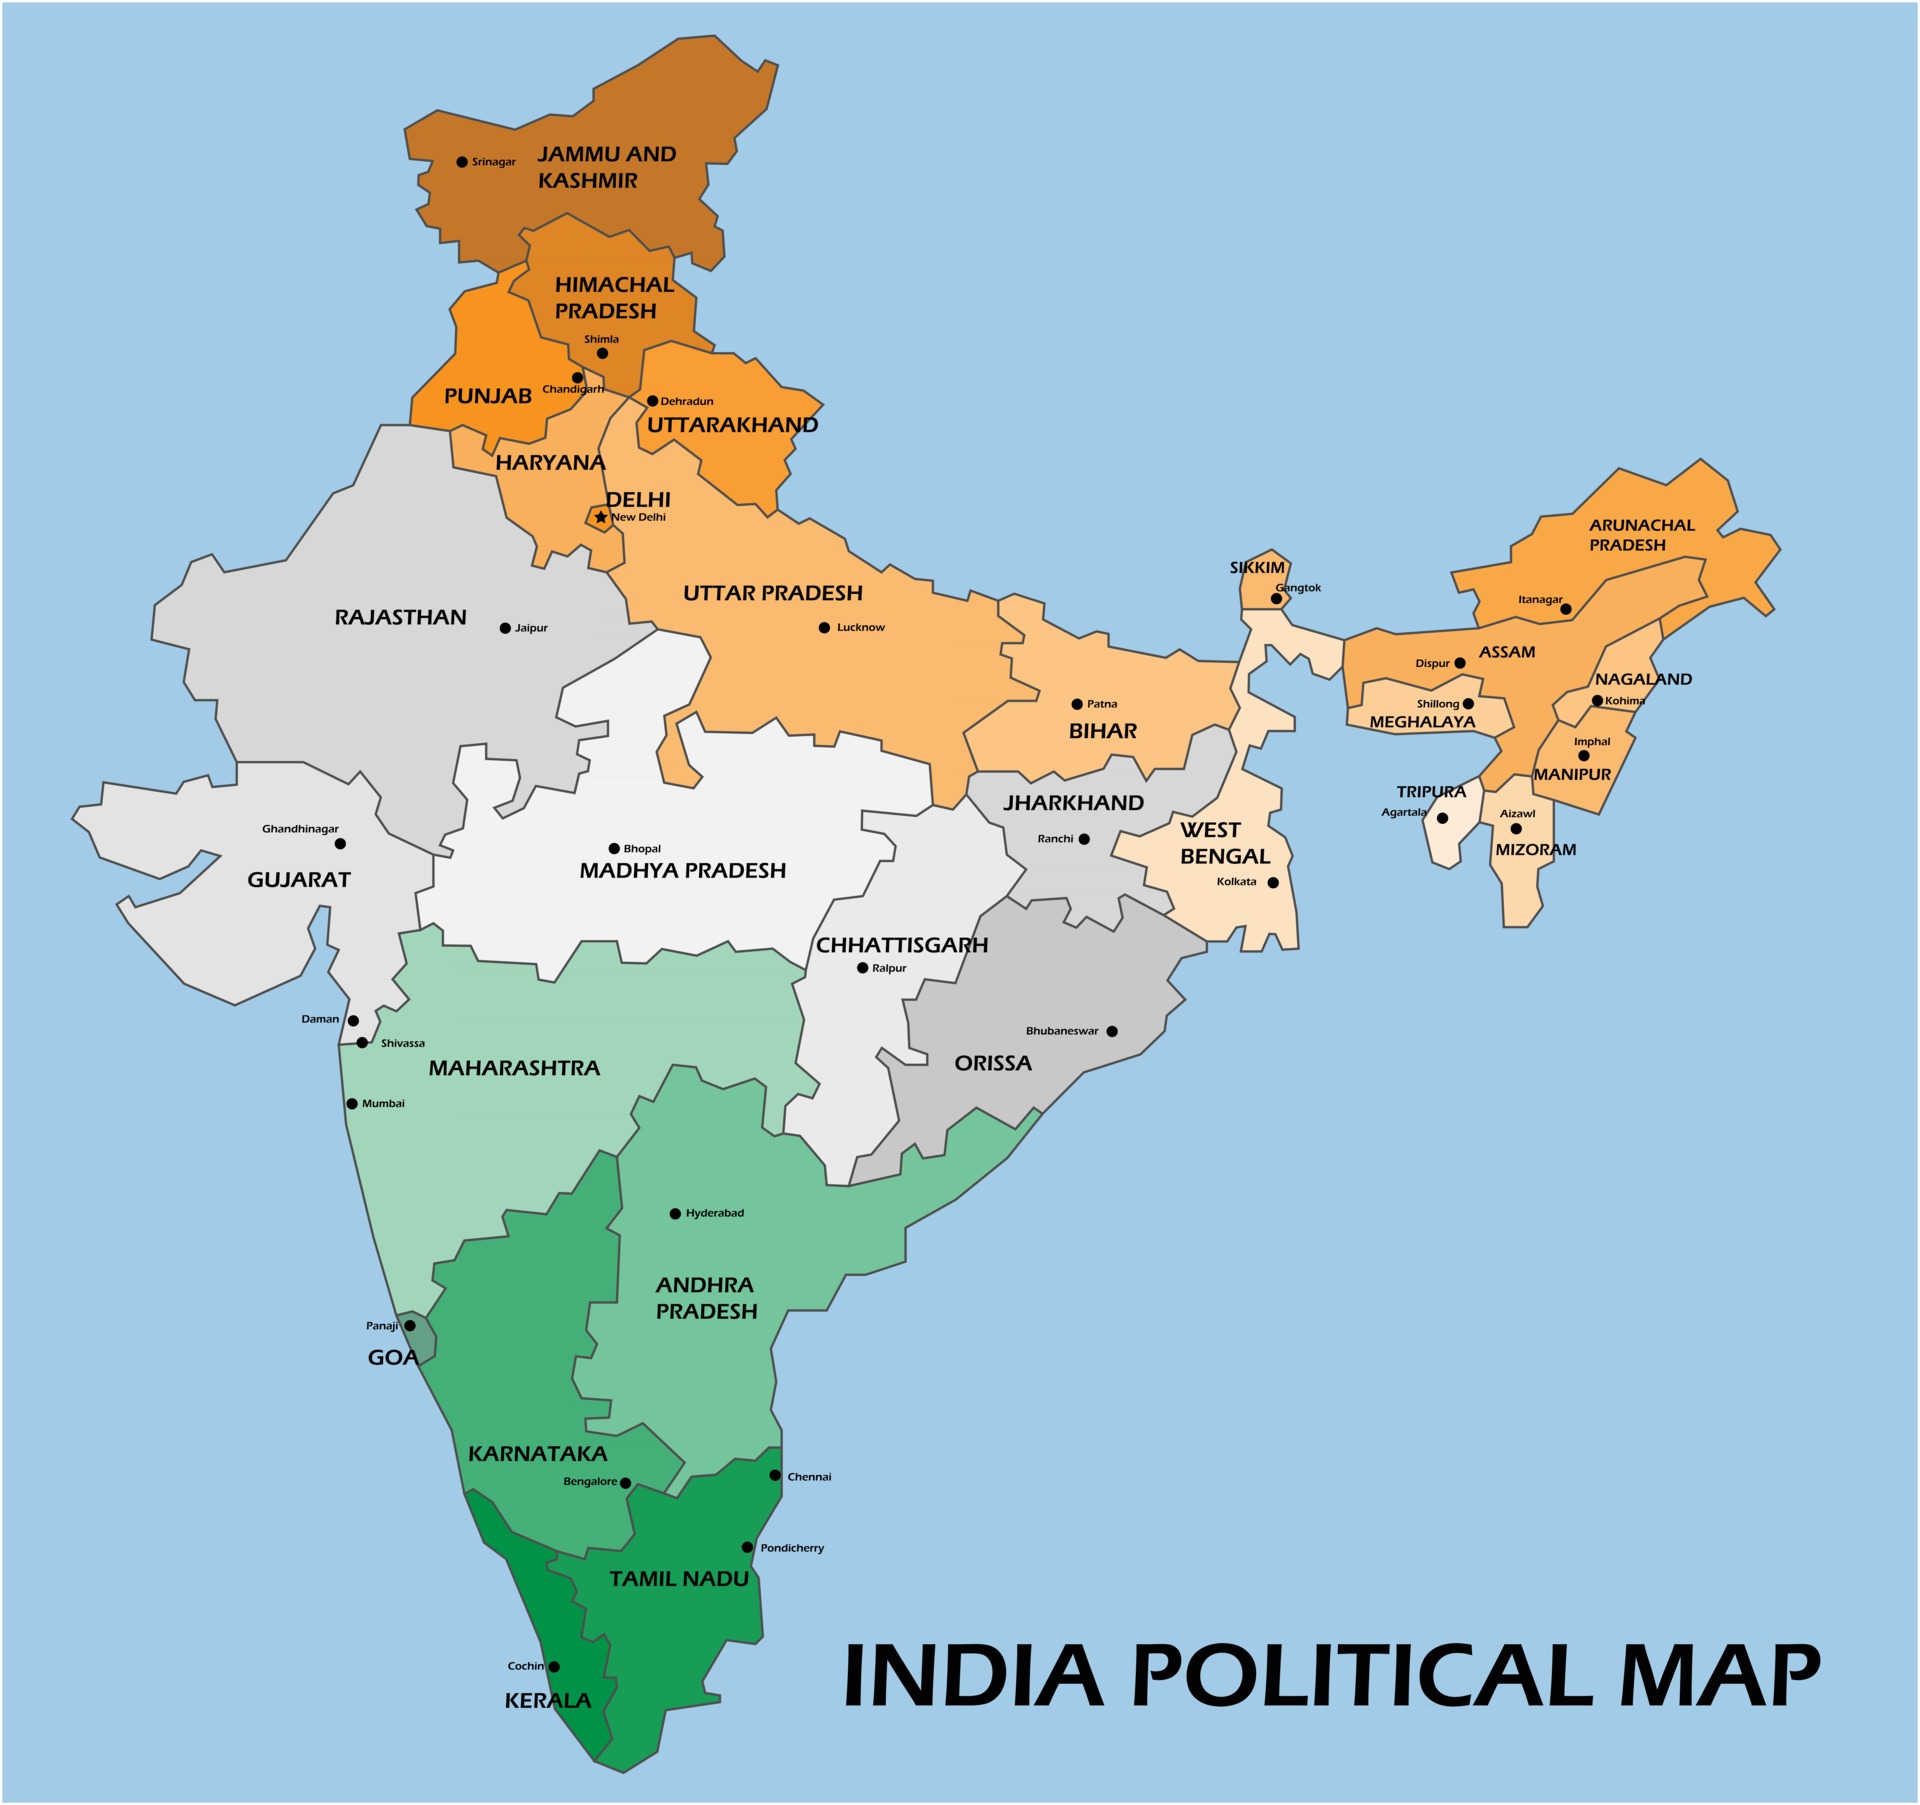 JAMMU AND
KASHMIR
Srinagar
HIMACHAL
PRADESH
Shimla
Chandigarh
PUNJAB
Dehradun
UTTARAKHAND
HARYANA
DELHI
New Delhi
RAJASTHAN
Jaipur
UTTAR PRADESH
Lucknow
SIKKIM
Gangtok
ARUNACHAL
PRADESH
Itanagar
ASSAM
Dispur
NAGALAND
Kohima
Shillong
MEGHALAYA
Imphal
MANIPUR
TRIPURA
Agartala
Aizawl
MIZORAM
Patna
BIHAR
JHARKHAND
Ranchi
WEST
BENGAL
Kolkata
Ghandhinagar
GUJARAT
Bhopal
MADHYA PRADESH
CHHATTISGARH
Ralpur
Daman
Shivassa
Bhubaneswar
ORISSA
MAHARASHTRA
Mumbai
Hyderabad
ANDHRA
PRADESH
Panaji
GOA
KARNATAKA
Bengalore
Chennai
Pondicherry
TAMIL NADU
Cochin
KERALA
INDIA POLITICAL MAP